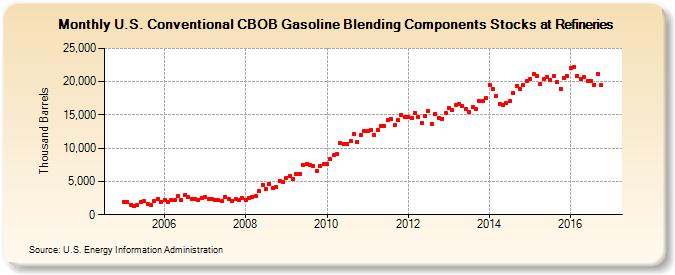 Monthly U.S. Conventional CBOB Gasoline Blending Components Stocks at Refineries
Thousand Barrels
25,000
20,000
15,000
10,000
5,000
0
2006 2008 2010 2012 2014 2016
Source: U.S. Energy Information Administration